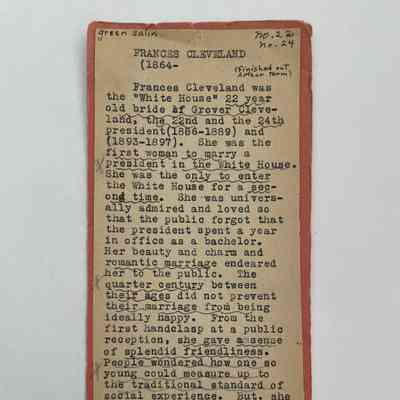 green satin
no. 22
no. 24
FRANCES CLEVELAND
(1864-
(finished out
Arthur term)
Frances Cleveland was
the "White House" 22 year
old bride of Grover Cleve-
land, the 22nd and the 24th
president(1886-1889) and
(1893-1897). She was the
first woman to marry a
president in the White House.
She was the only to enter
the White House for a sec-
ond time. She was univers-
ally admired and loved so
that the public forgot that
the president spent a year
in office as a bachelor.
Her beauty and charm and
romantic marriage endeared
her to the public. The
quarter century between
their ages did not prevent
their marriage from being
ideally happy. From the
first handclasp at a public
reception, she gave a sense
of splendid friendliness.
People wondered how one so
young could measure up to
the traditional standard of
social experience. But, she